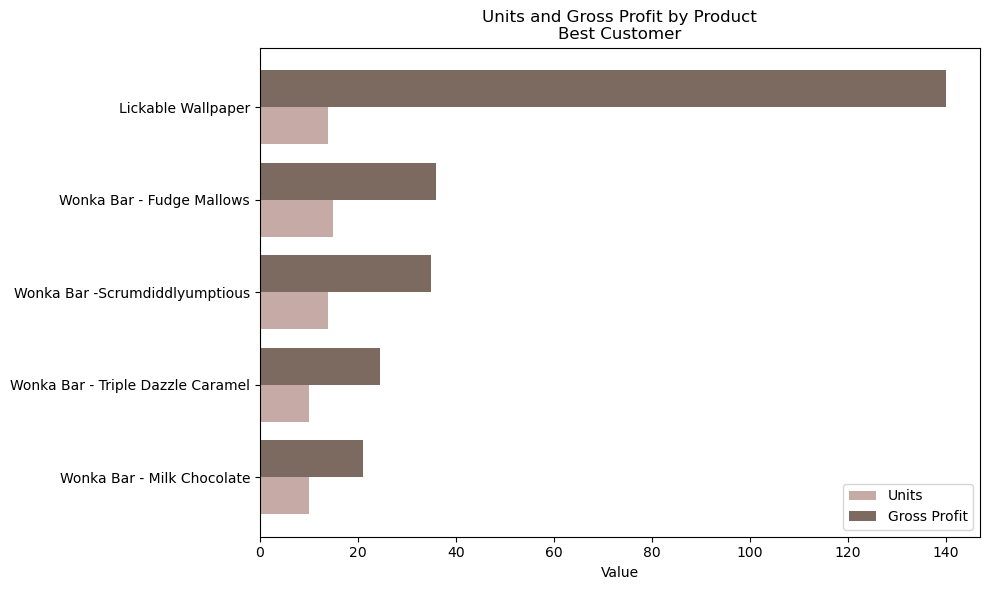 Units and Gross Profit by Product
Best Customer
Lickable Wallpaper
Wonka Bar - Fudge Mallows
Wonka Bar -Scrumdiddlyumptious
Wonka Bar - Triple Dazzle Caramel
Wonka Bar - Milk Chocolate
Units
Gross Profit
0 20 40 60 80 100 120 140
Value